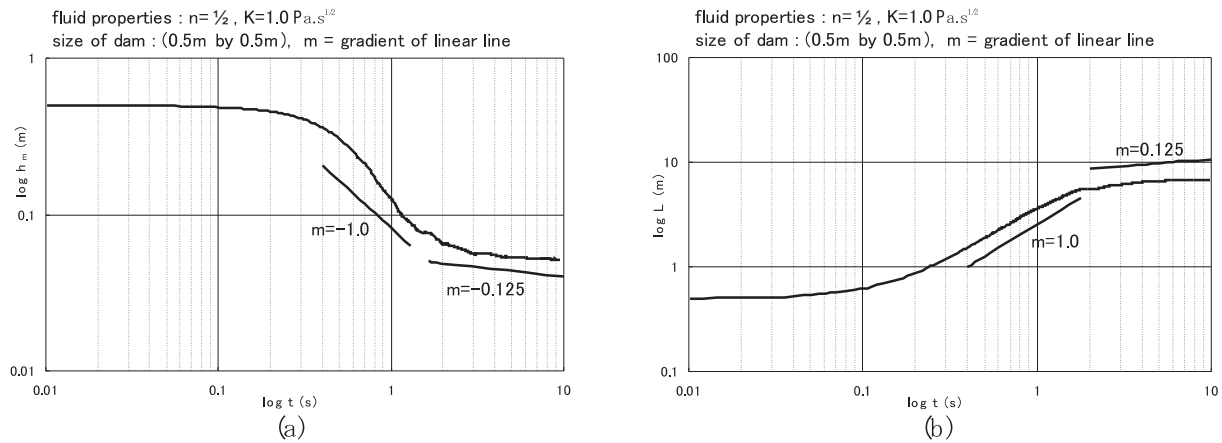 fluid properties : n=½ , K=1.0 Pa.s^1/2
size of dam : (0.5m by 0.5m),  m = gradient of linear line
1
0.1
0.01
log h m (m)
m=-1.0
m=-0.125
0.01
0.1
1
10
log t (s)
(a)
fluid properties : n=½ , K=1.0 Pa.s^1/2
size of dam : (0.5m by 0.5m),  m = gradient of linear line
100
10
1
0.1
log L (m)
m=0.125
m=1.0
0.01
0.1
1
10
log t (s)
(b)